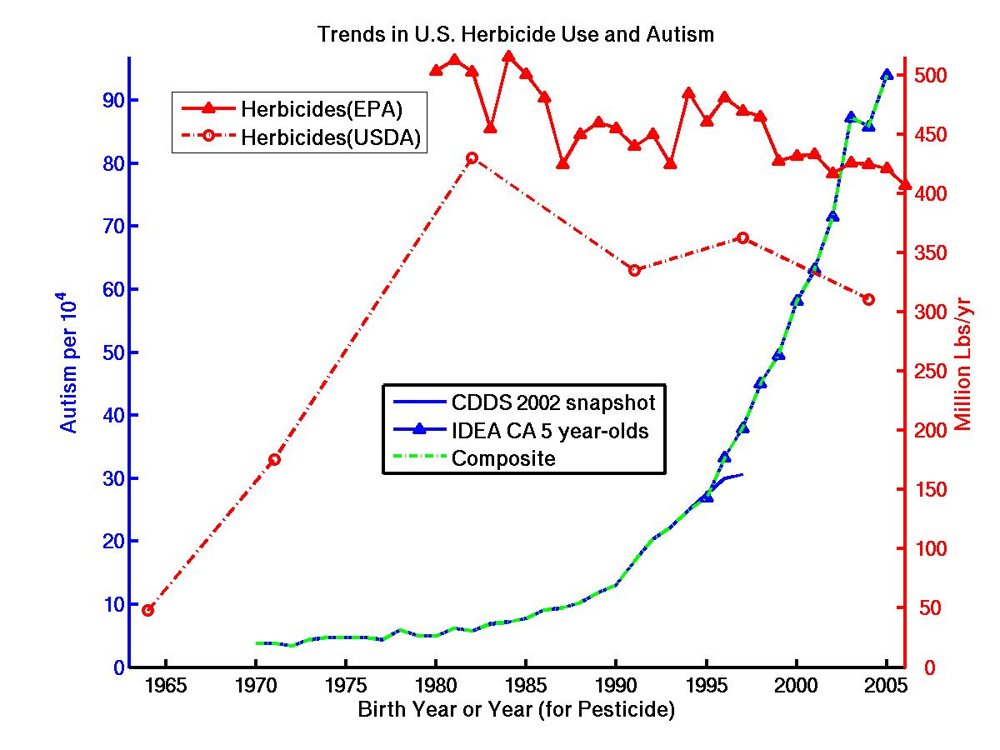 Trends in U.S. Herbicide Use and Autism
Herbicides(EPA)
Herbicides(USDA)
90
80
70
60
50
40
30
20
10
0
Autism per 10⁴
500
450
400
350
300
250
200
150
100
50
0
Million Lbs/yr
CDDS 2002 snapshot
IDEA CA 5 year-olds
Composite
1965 1970 1975 1980 1985 1990 1995 2000 2005
Birth Year or Year (for Pesticide)